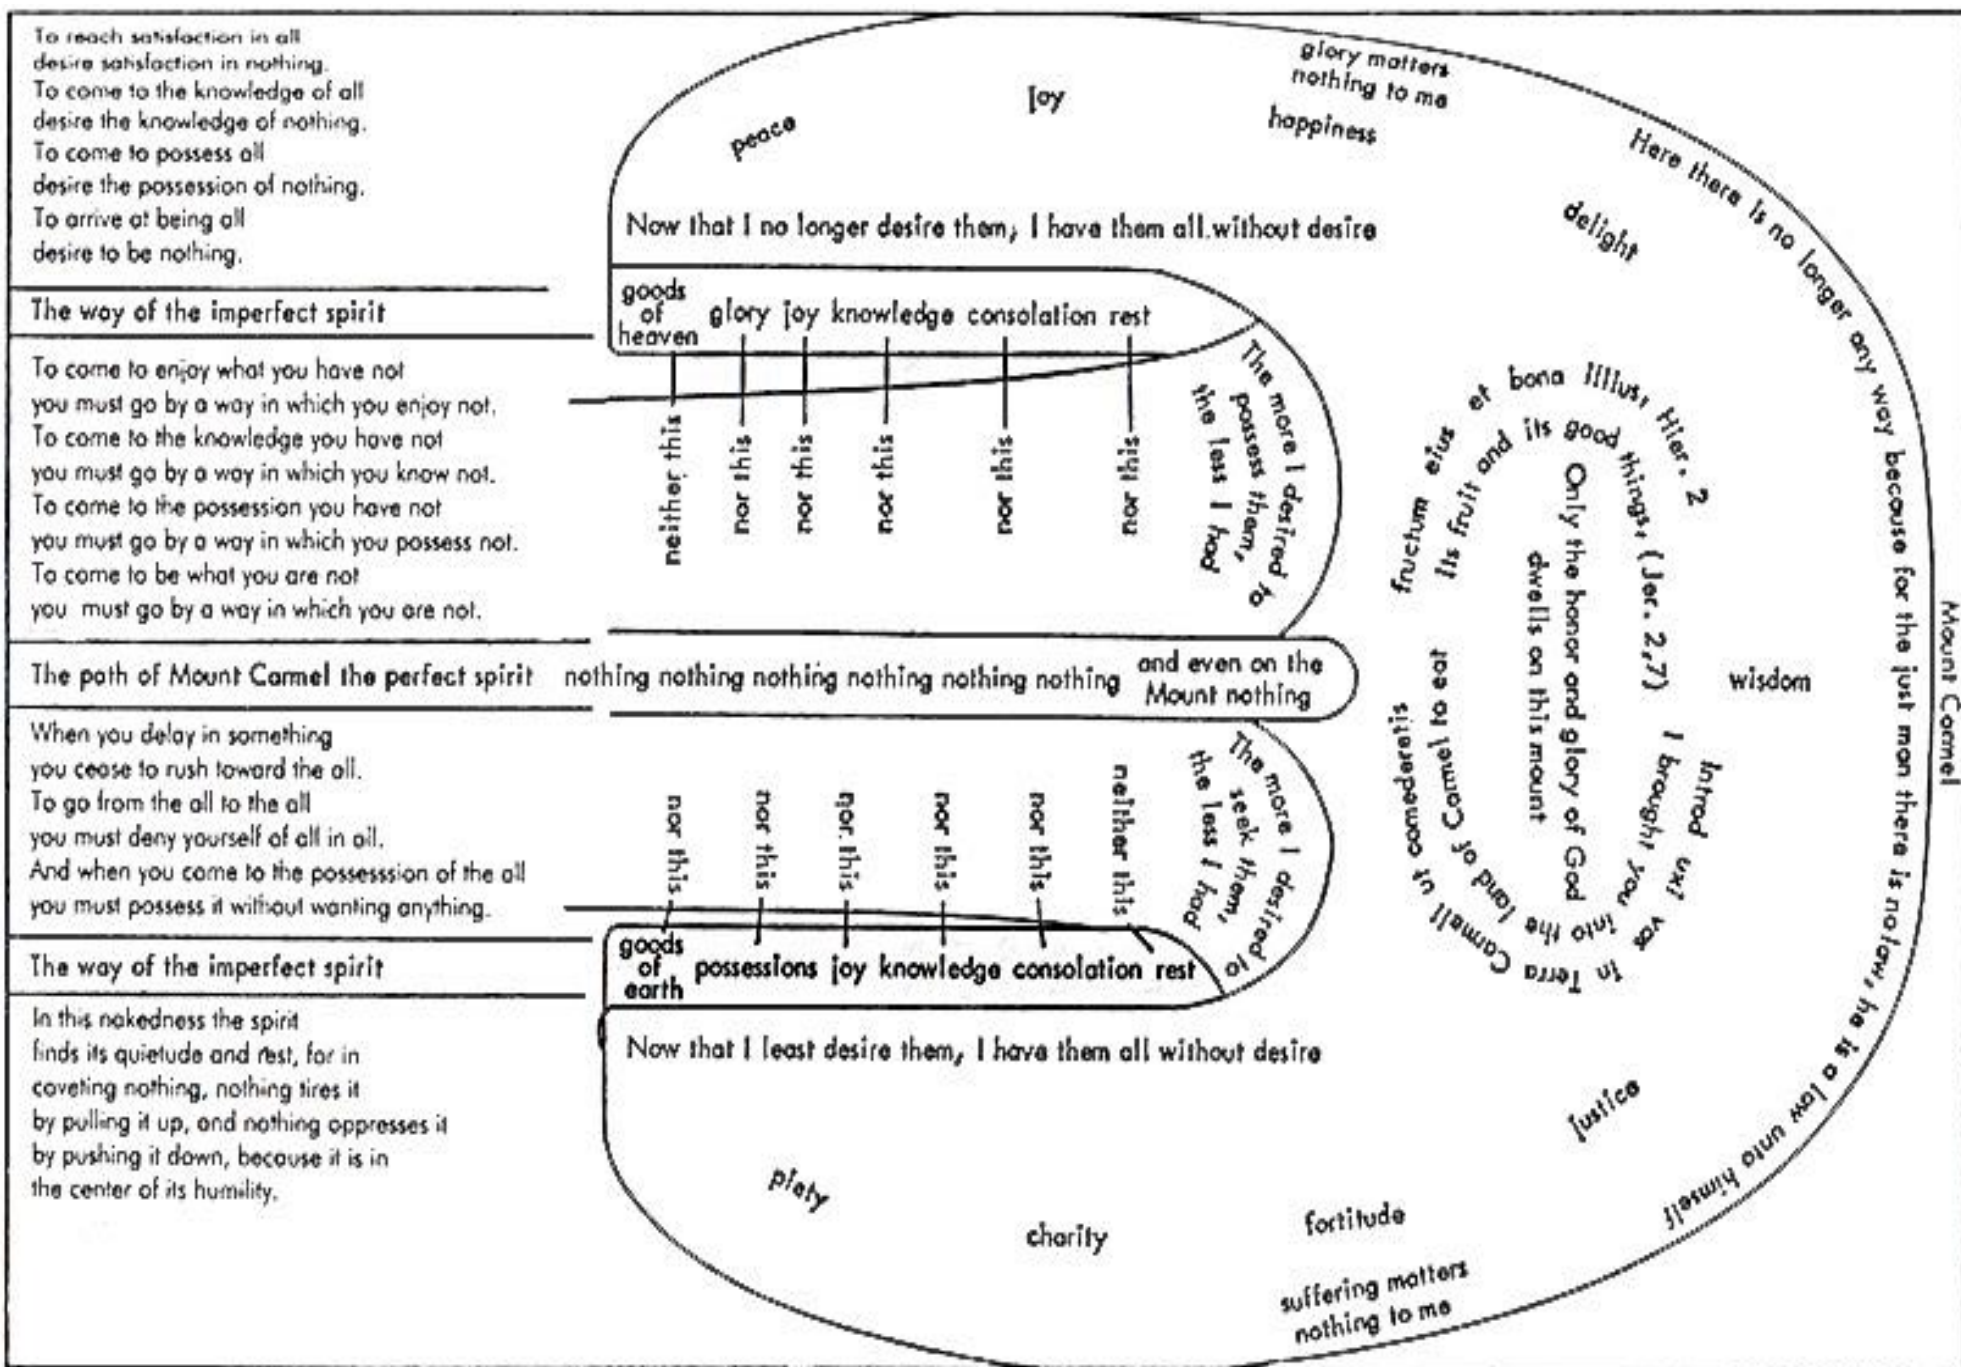 To reach satisfaction in all
desire satisfaction in nothing.
To come to the knowledge of all
desire the knowledge of nothing.
To come to possess all
desire the possession of nothing.
To arrive at being all
desire to be nothing.
The way of the imperfect spirit
To come to enjoy what you have not
you must go by a way in which you enjoy not.
To come to the knowledge you have not
you must go by a way in which you know not.
To come to the possession you have not
you must go by a way in which you possess not.
To come to be what you are not
you must go by a way in which you are not.
The path of Mount Carmel the perfect spirit
nothing nothing nothing nothing nothing nothing
and even on the
Mount nothing
When you delay in something
you cease to rush toward the all.
To go from the all to the all
you must deny yourself of all in all.
And when you come to the possesssion of the all
you must possess it without wanting anything.
The way of the imperfect spirit
In this nakedness the spirit
finds its quietude and rest, for in
coveting nothing, nothing tires it
by pulling it up, and nothing oppresses it
by pushing it down, because it is in
the center of its humility.
peace
joy
glory matters
nothing to me
happiness
delight
Now that I no longer desire them, I have them all without desire
goods
of
heaven
glory joy knowledge consolation rest
neither this
nor this
nor this
nor this
nor this
nor this
The more I desired to
possess them,
the less I had
The more I desired to
seek them,
the less I had
nor this
nor this
nor this
nor this
nor this
neither this
goods
of
earth
possessions joy knowledge consolation rest
Now that I least desire them, I have them all without desire
piety
charity
fortitude
suffering matters
nothing to me
justice
wisdom
Introd uxi vos in Terra Carmeli ut comederetis fructum eius et bona Illius, Hier. 2
I brought you into the land of Carmel to eat its fruit and its good things, (Jer. 2,7)
Only the honor and glory of God
dwells on this mount
Here there is no longer any way because for the just man there is no law, he is a law unto himself
Mount Carmel